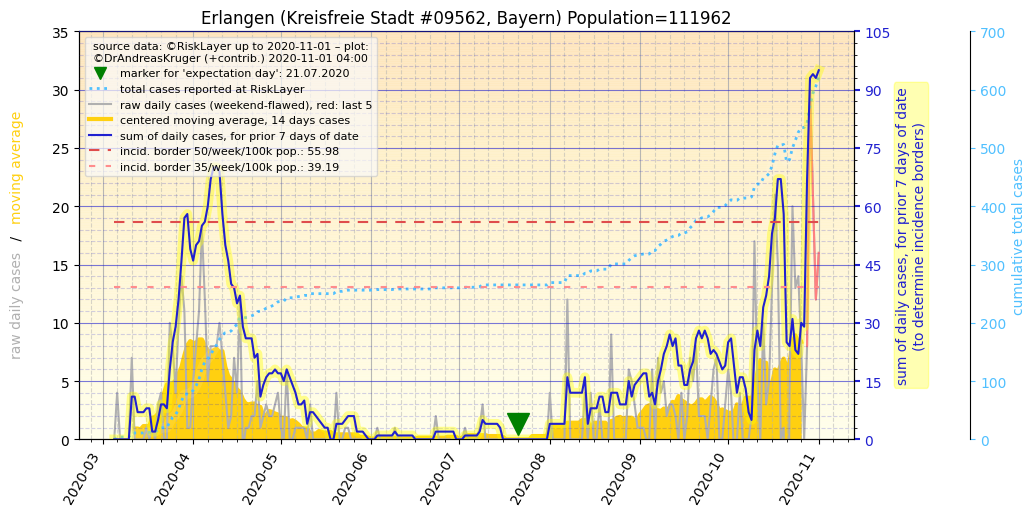 Erlangen (Kreisfreie Stadt #09562, Bayern) Population=111962
source data: ©RiskLayer up to 2020-11-01 – plot:
©DrAndreasKruger (+contrib.) 2020-11-01 04:00
marker for 'expectation day': 21.07.2020
total cases reported at RiskLayer
raw daily cases (weekend-flawed), red: last 5
centered moving average, 14 days cases
sum of daily cases, for prior 7 days of date
incid. border 50/week/100k pop.: 55.98
incid. border 35/week/100k pop.: 39.19
raw daily cases / moving average
35
30
25
20
15
10
5
0
2020-03
2020-04
2020-05
2020-06
2020-07
2020-08
2020-09
2020-10
2020-11
105
90
75
60
45
30
15
0
sum of daily cases, for prior 7 days of date
(to determine incidence borders)
700
600
500
400
300
200
100
0
cumulative total cases